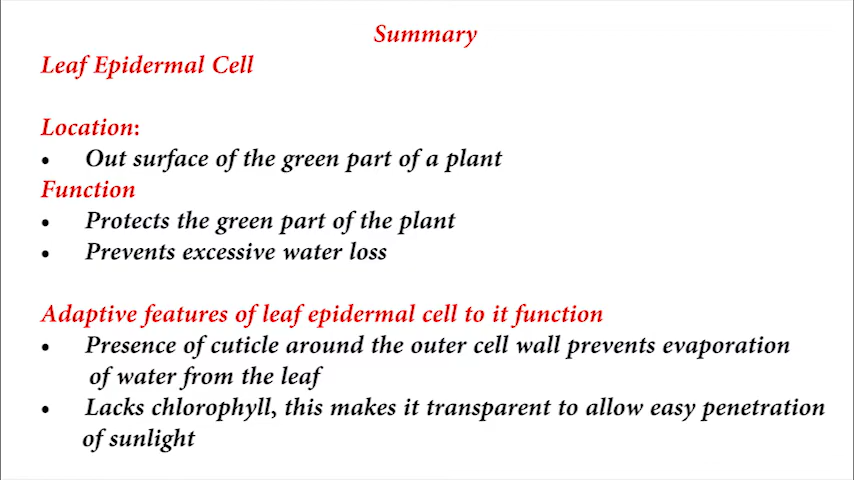 Summary
Leaf Epidermal Cell
Location:
• Out surface of the green part of a plant
Function
• Protects the green part of the plant
• Prevents excessive water loss
Adaptive features of leaf epidermal cell to it function
• Presence of cuticle around the outer cell wall prevents evaporation
of water from the leaf
• Lacks chlorophyll, this makes it transparent to allow easy penetration
of sunlight